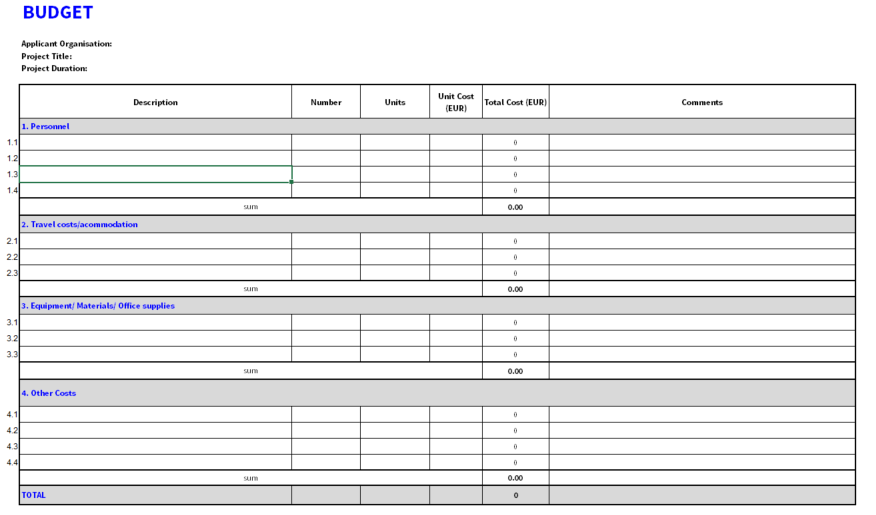 BUDGET
Applicant Organisation:
Project Title:
Project Duration:
Description Number Units Unit Cost (EUR) Total Cost (EUR) Comments
1. Personnel
1.1 0
1.2 0
1.3 0
1.4 0
sum 0.00
2. Travel costs/acommodation
2.1 0
2.2 0
2.3 0
sum 0.00
3. Equipment/ Materials/ Office supplies
3.1 0
3.2 0
3.3 0
sum 0.00
4. Other Costs
4.1 0
4.2 0
4.3 0
4.4 0
sum 0.00
TOTAL 0